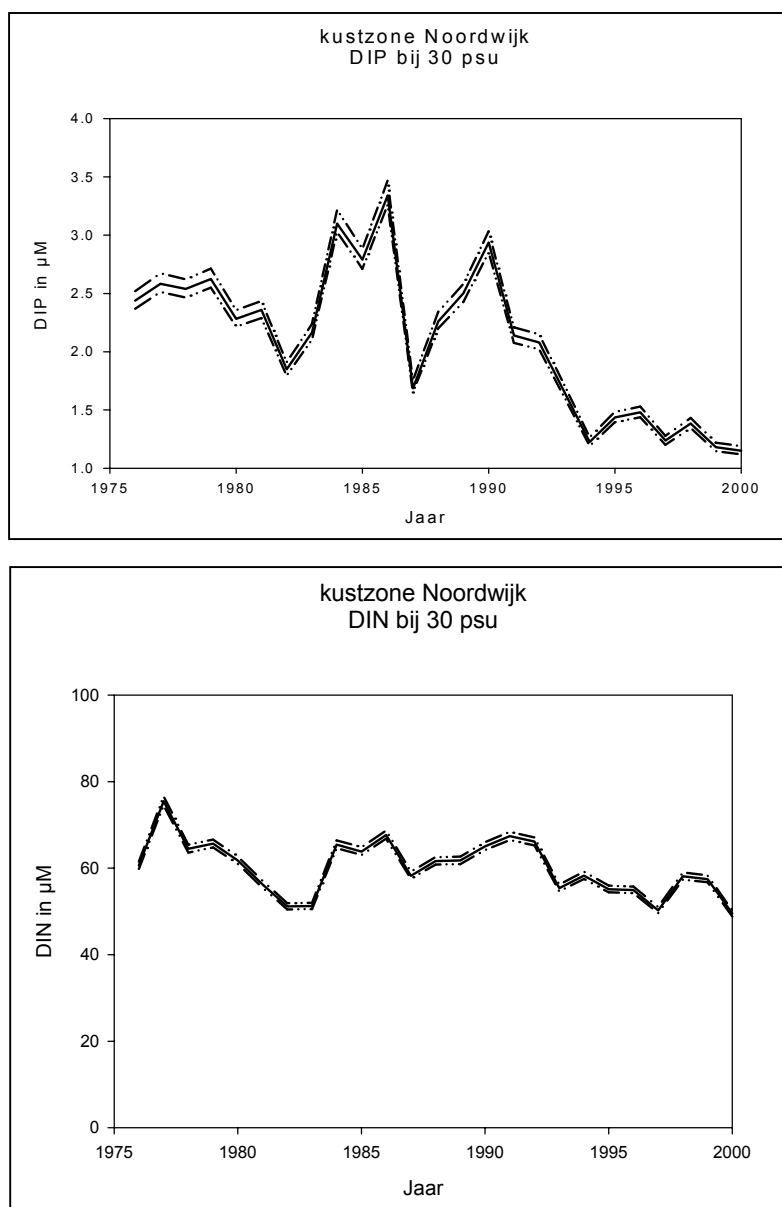 kustzone Noordwijk
DIP bij 30 psu
4.0
3.5
3.0
2.5
2.0
1.5
1.0
DIP in µM
1975 1980 1985 1990 1995 2000
Jaar
kustzone Noordwijk
DIN bij 30 psu
100
80
60
40
20
0
DIN in µM
1975 1980 1985 1990 1995 2000
Jaar